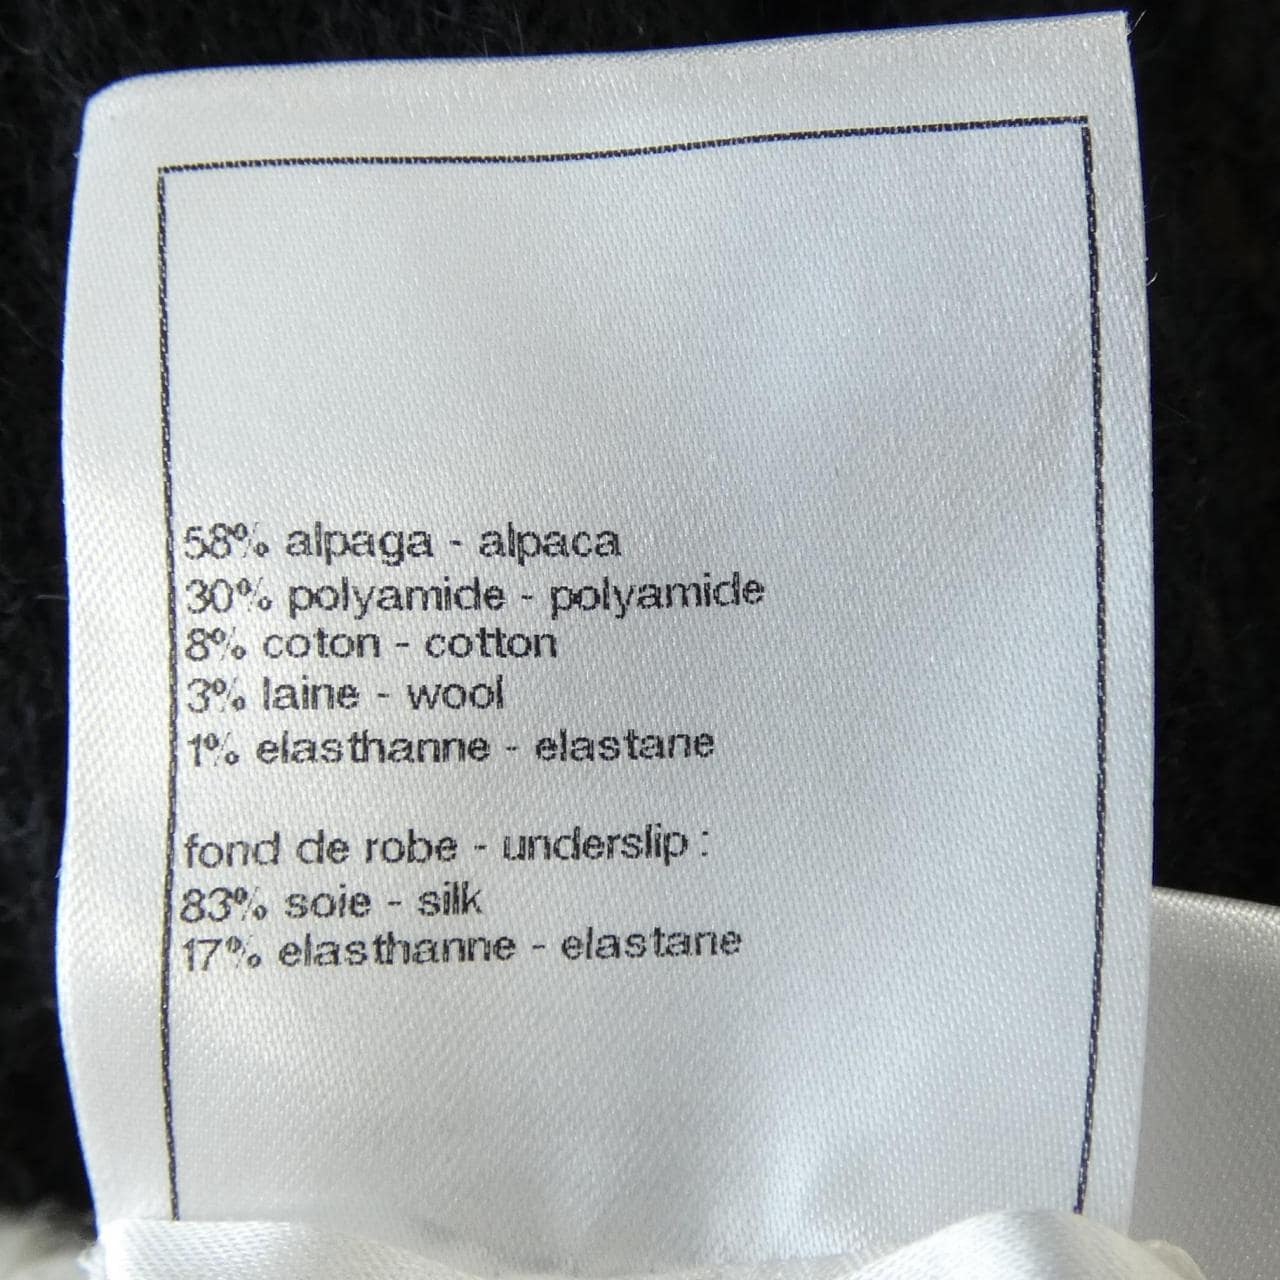 58% alpaga - alpaca
30% polyamide - polyamide
8% coton - cotton
3% laine - wool
1% elasthanne - elastane
fond de robe - underslip :
83% soie - silk
17% elasthanne - elastane